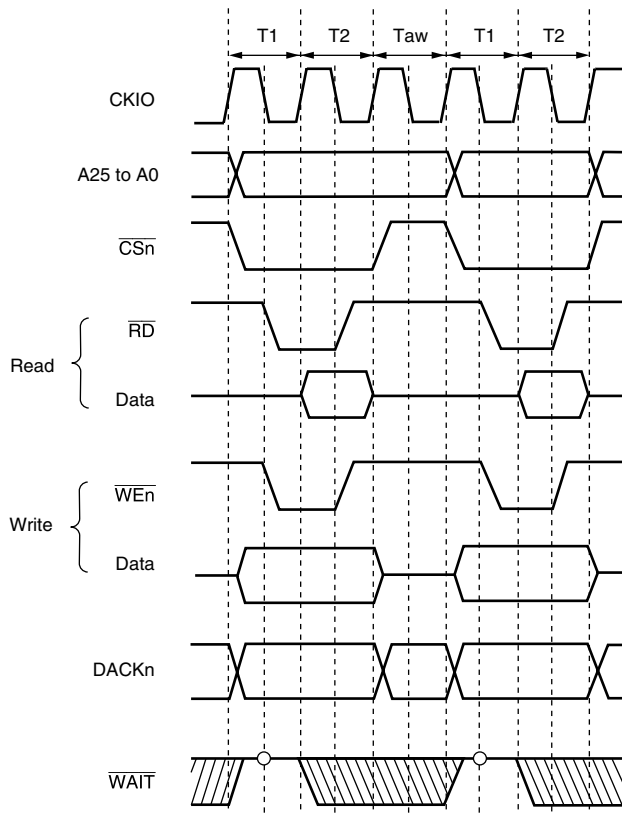 T1 T2 Taw T1 T2
CKIO
A25 to A0
CSn
RD
Read
Data
WEn
Write
Data
DACKn
WAIT